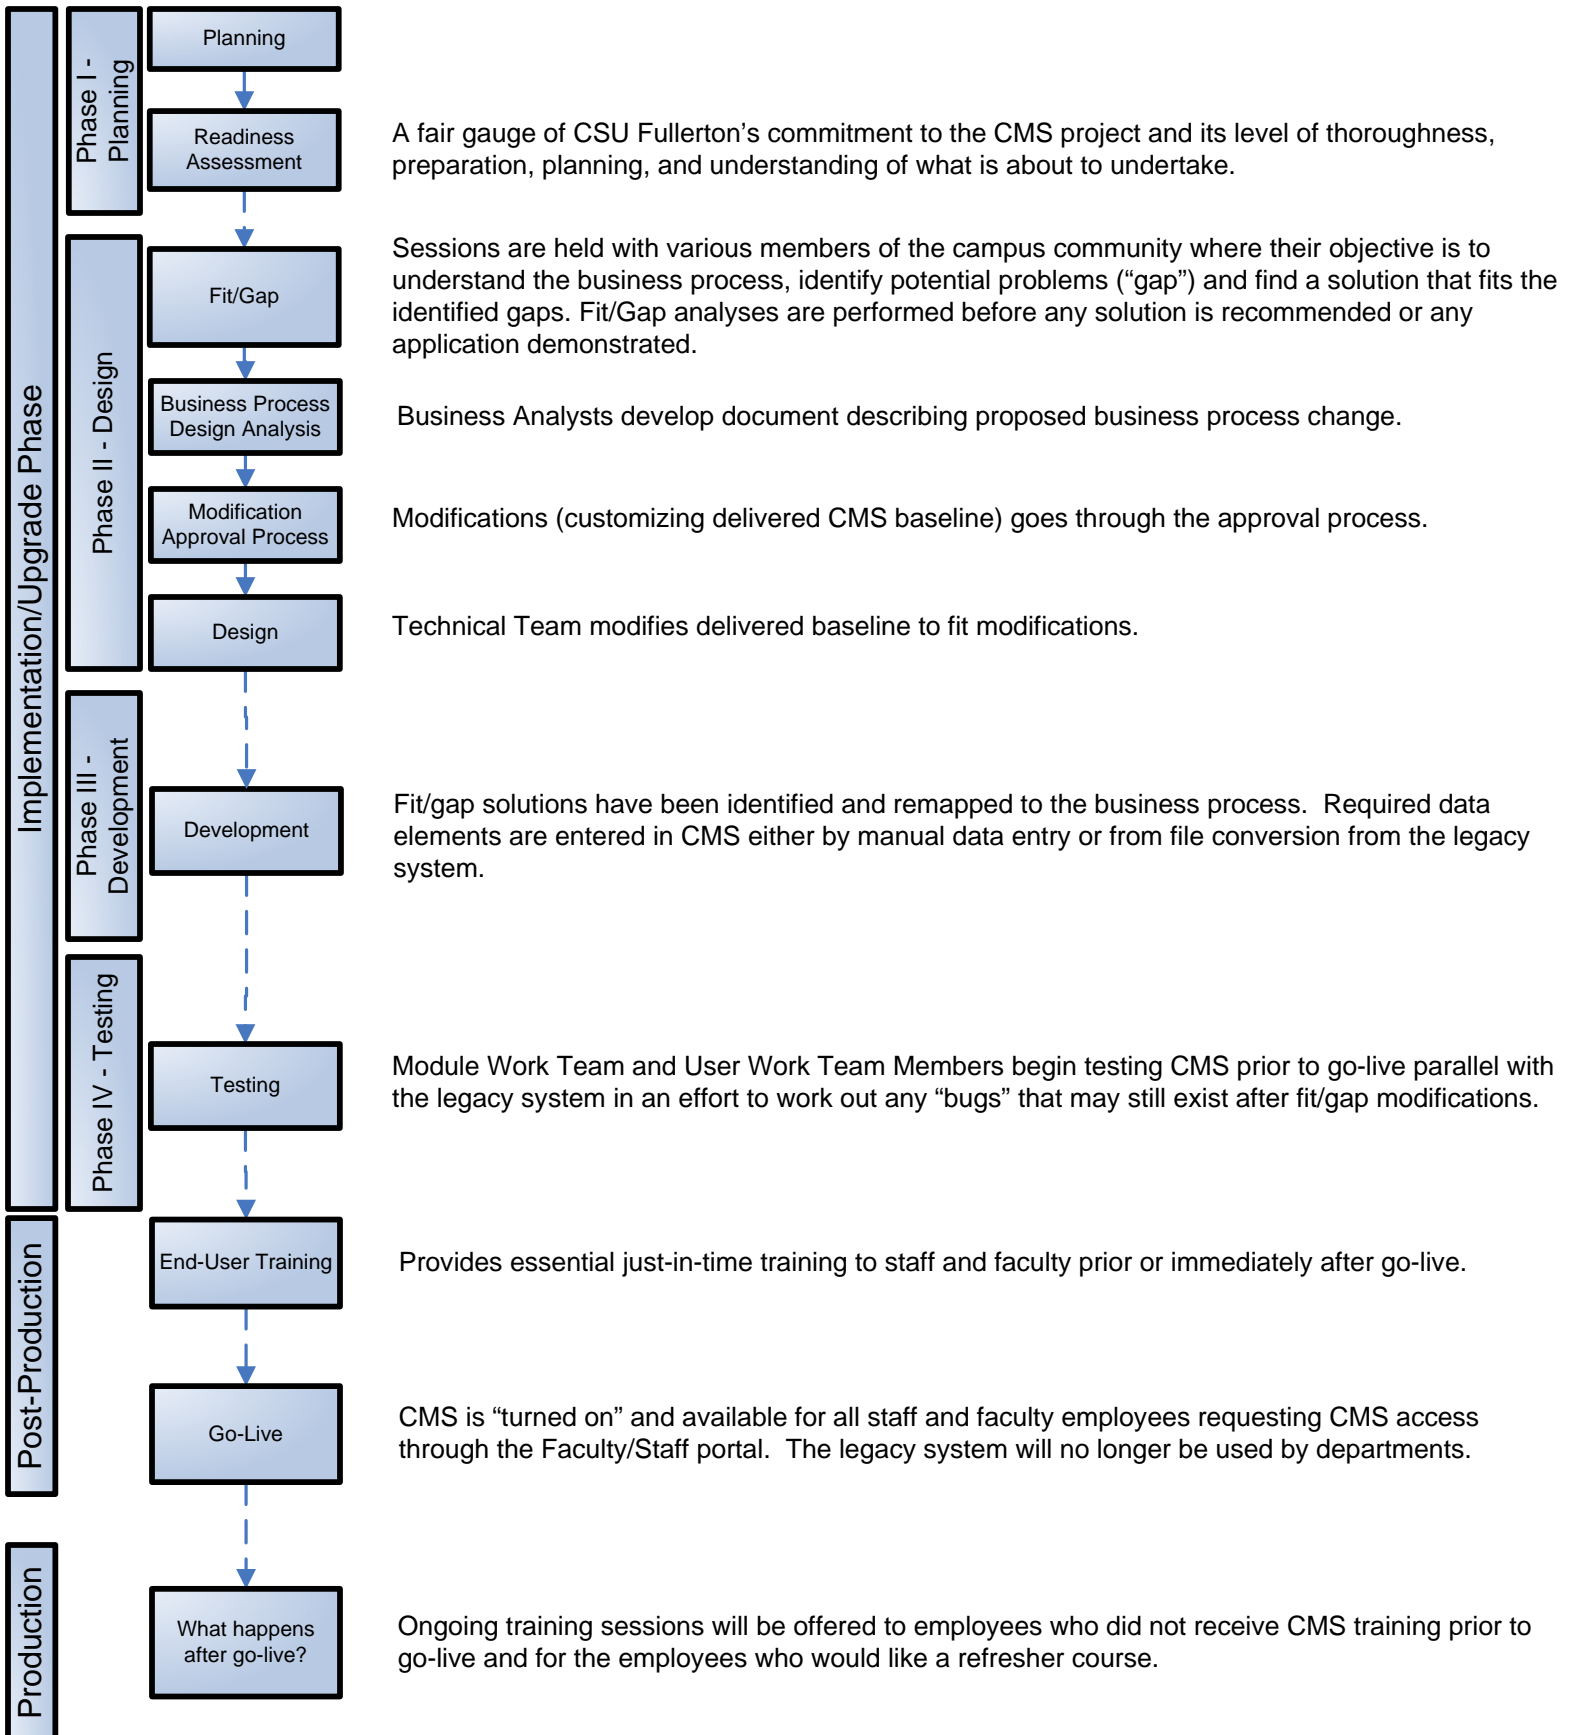 Implementation/Upgrade Phase
Phase I -
Planning
Planning
Readiness
Assessment
A fair gauge of CSU Fullerton’s commitment to the CMS project and its level of thoroughness,
preparation, planning, and understanding of what is about to undertake.
Phase II - Design
Fit/Gap
Sessions are held with various members of the campus community where their objective is to
understand the business process, identify potential problems (“gap”) and find a solution that fits the
identified gaps. Fit/Gap analyses are performed before any solution is recommended or any
application demonstrated.
Business Process
Design Analysis
Business Analysts develop document describing proposed business process change.
Modification
Approval Process
Modifications (customizing delivered CMS baseline) goes through the approval process.
Design
Technical Team modifies delivered baseline to fit modifications.
Phase III -
Development
Development
Fit/gap solutions have been identified and remapped to the business process.  Required data
elements are entered in CMS either by manual data entry or from file conversion from the legacy
system.
Phase IV - Testing
Testing
Module Work Team and User Work Team Members begin testing CMS prior to go-live parallel with
the legacy system in an effort to work out any “bugs” that may still exist after fit/gap modifications.
Post-Production
End-User Training
Provides essential just-in-time training to staff and faculty prior or immediately after go-live.
Go-Live
CMS is “turned on” and available for all staff and faculty employees requesting CMS access
through the Faculty/Staff portal.  The legacy system will no longer be used by departments.
Production
What happens
after go-live?
Ongoing training sessions will be offered to employees who did not receive CMS training prior to
go-live and for the employees who would like a refresher course.